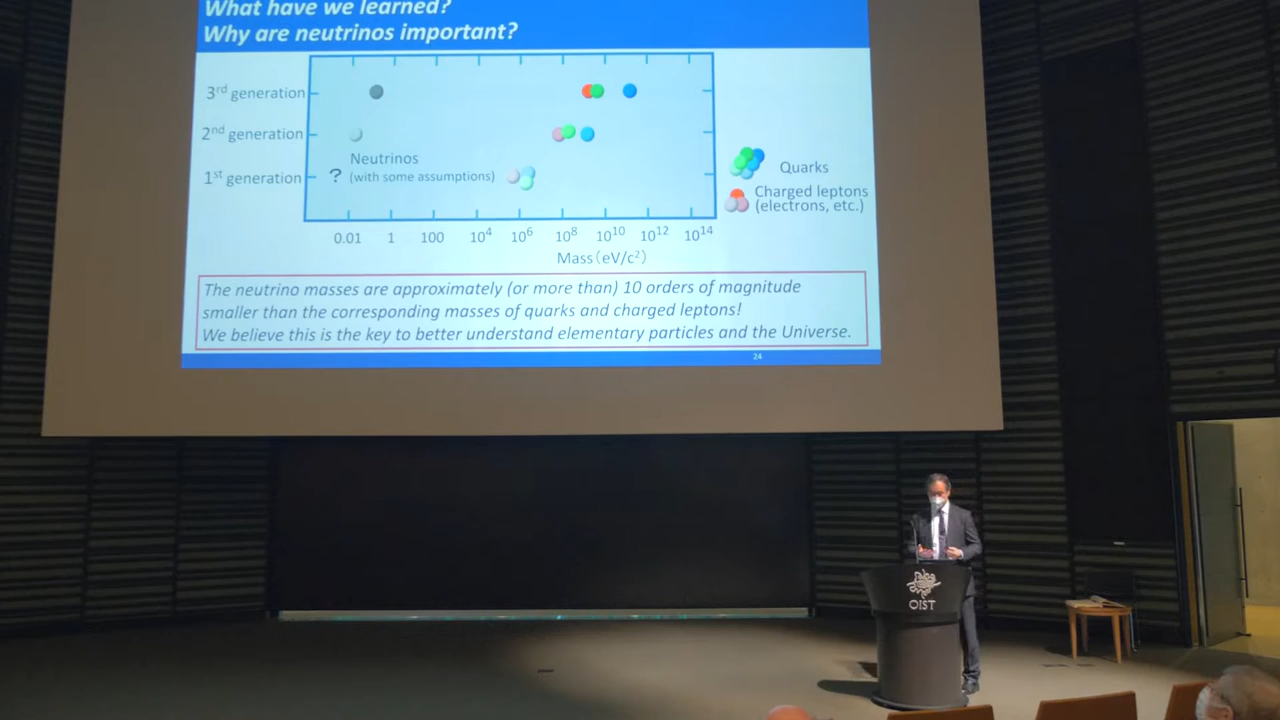 What have we learned?
Why are neutrinos important?
3rd generation
2nd generation
1st generation
Neutrinos
? (with some assumptions)
Quarks
Charged leptons
(electrons, etc.)
0.01 1 100 10^4 10^6 10^8 10^10 10^12 10^14
Mass (eV/c^2)
The neutrino masses are approximately (or more than) 10 orders of magnitude
smaller than the corresponding masses of quarks and charged leptons!
We believe this is the key to better understand elementary particles and the Universe.
24
OIST